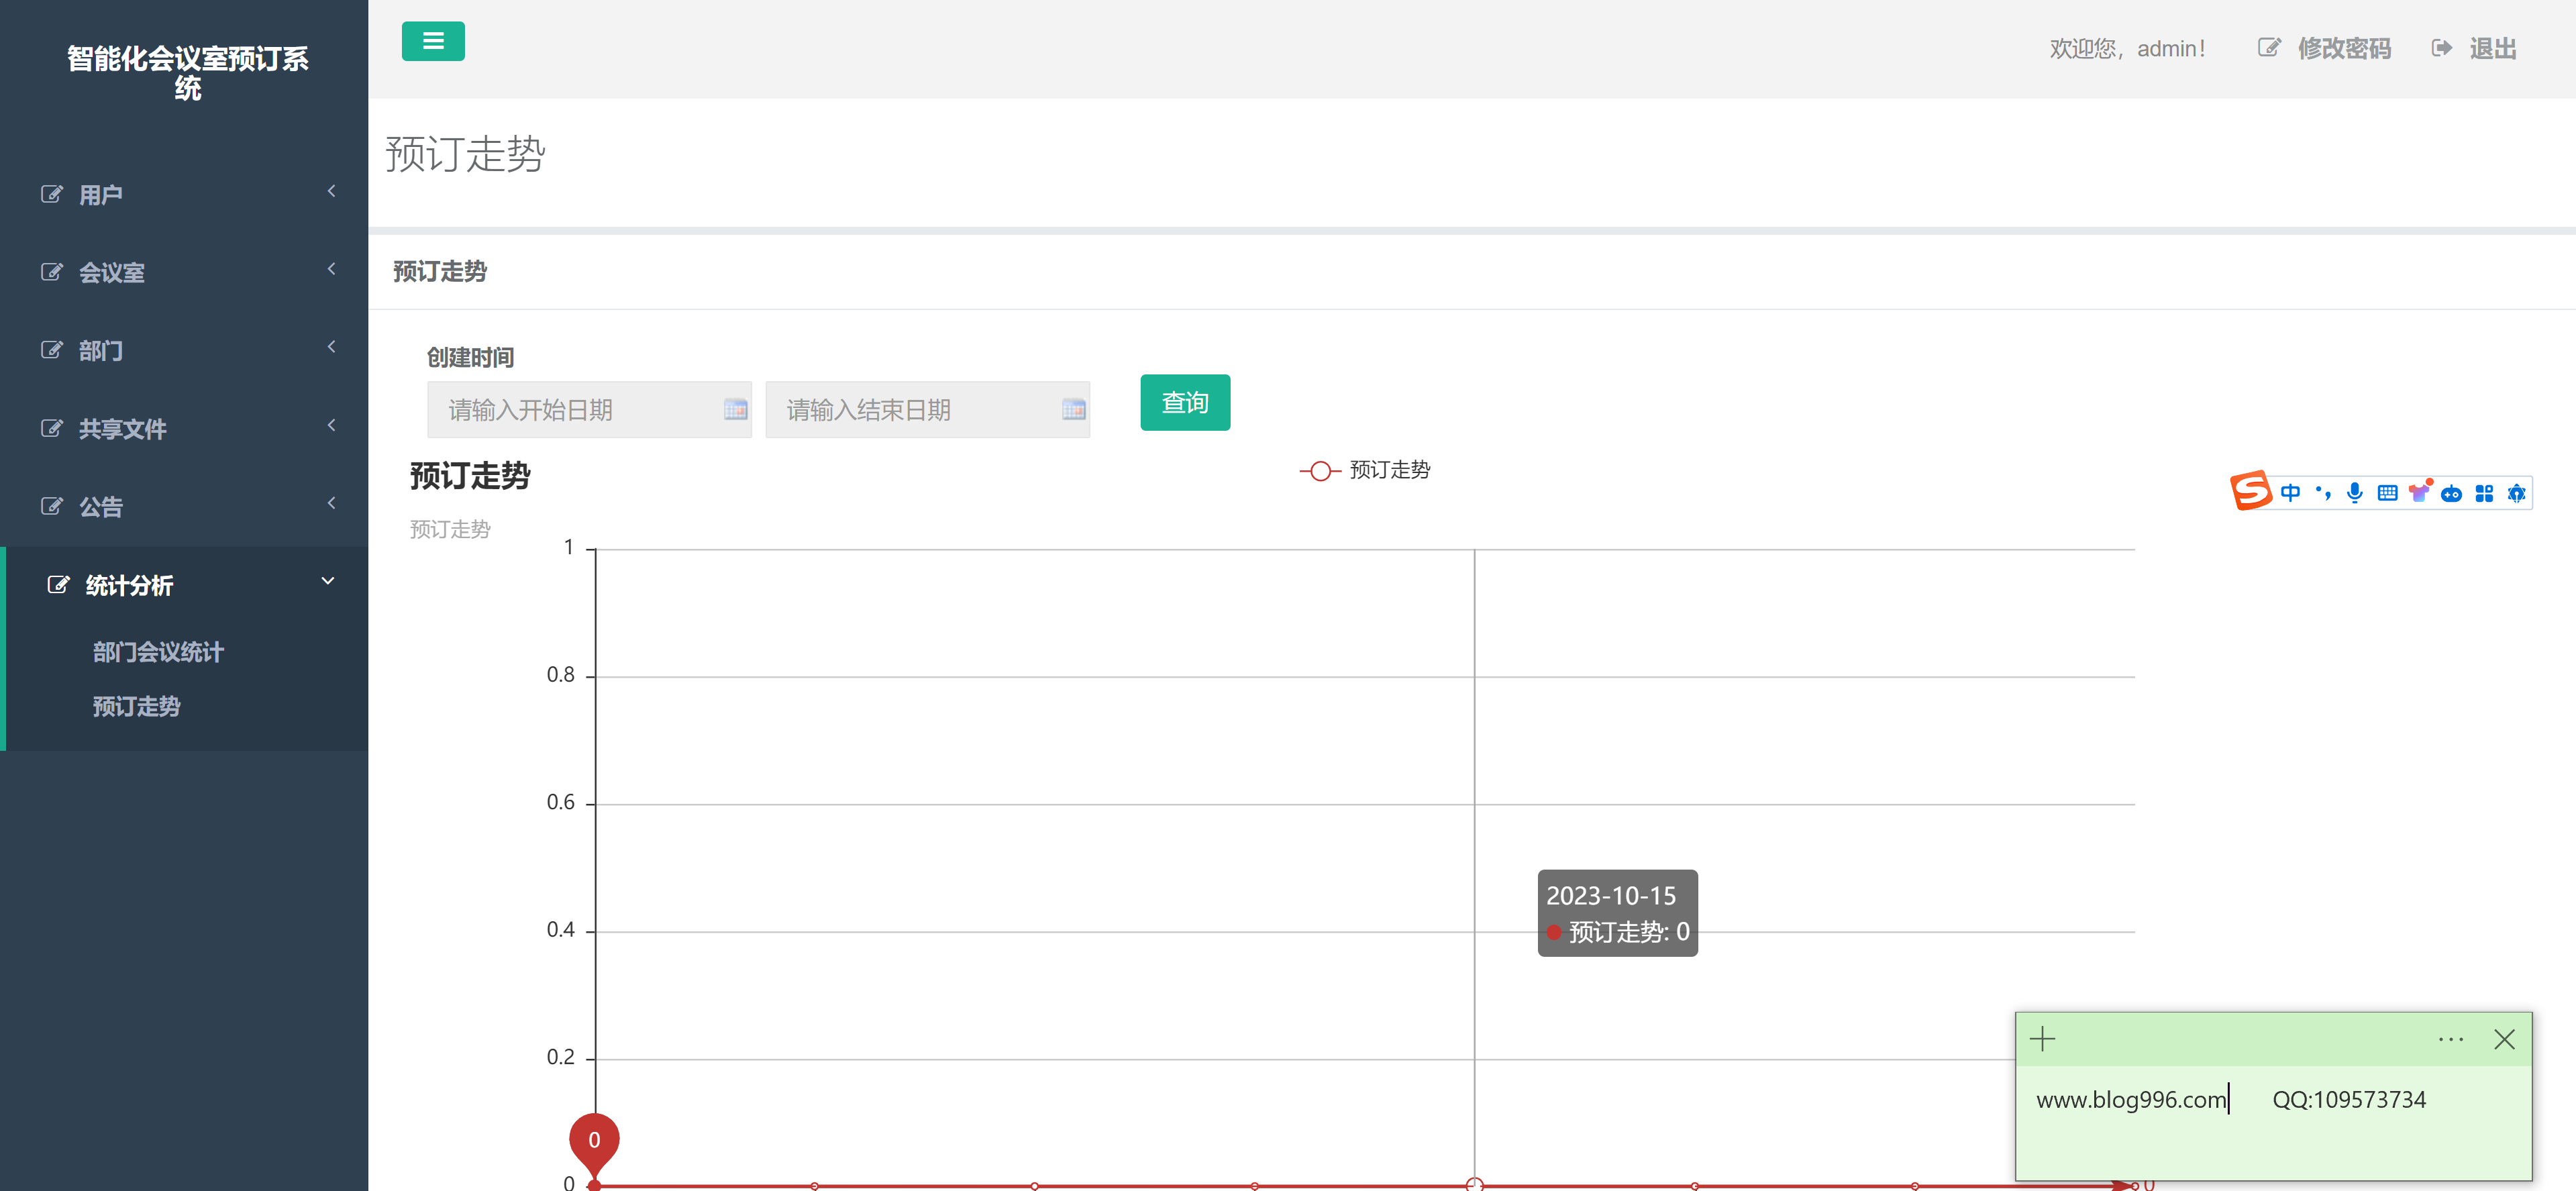 智能化会议室预订系
统
欢迎您，admin！
修改密码
退出
用户
会议室
部门
共享文件
公告
统计分析
部门会议统计
预订走势
预订走势
预订走势
创建时间
请输入开始日期
请输入结束日期
查询
预订走势
预订走势
预订走势
中
1
0.8
0.6
0.4
0.2
0
0
2023-10-15
预订走势: 0
0
www.blog996.com QQ:109573734